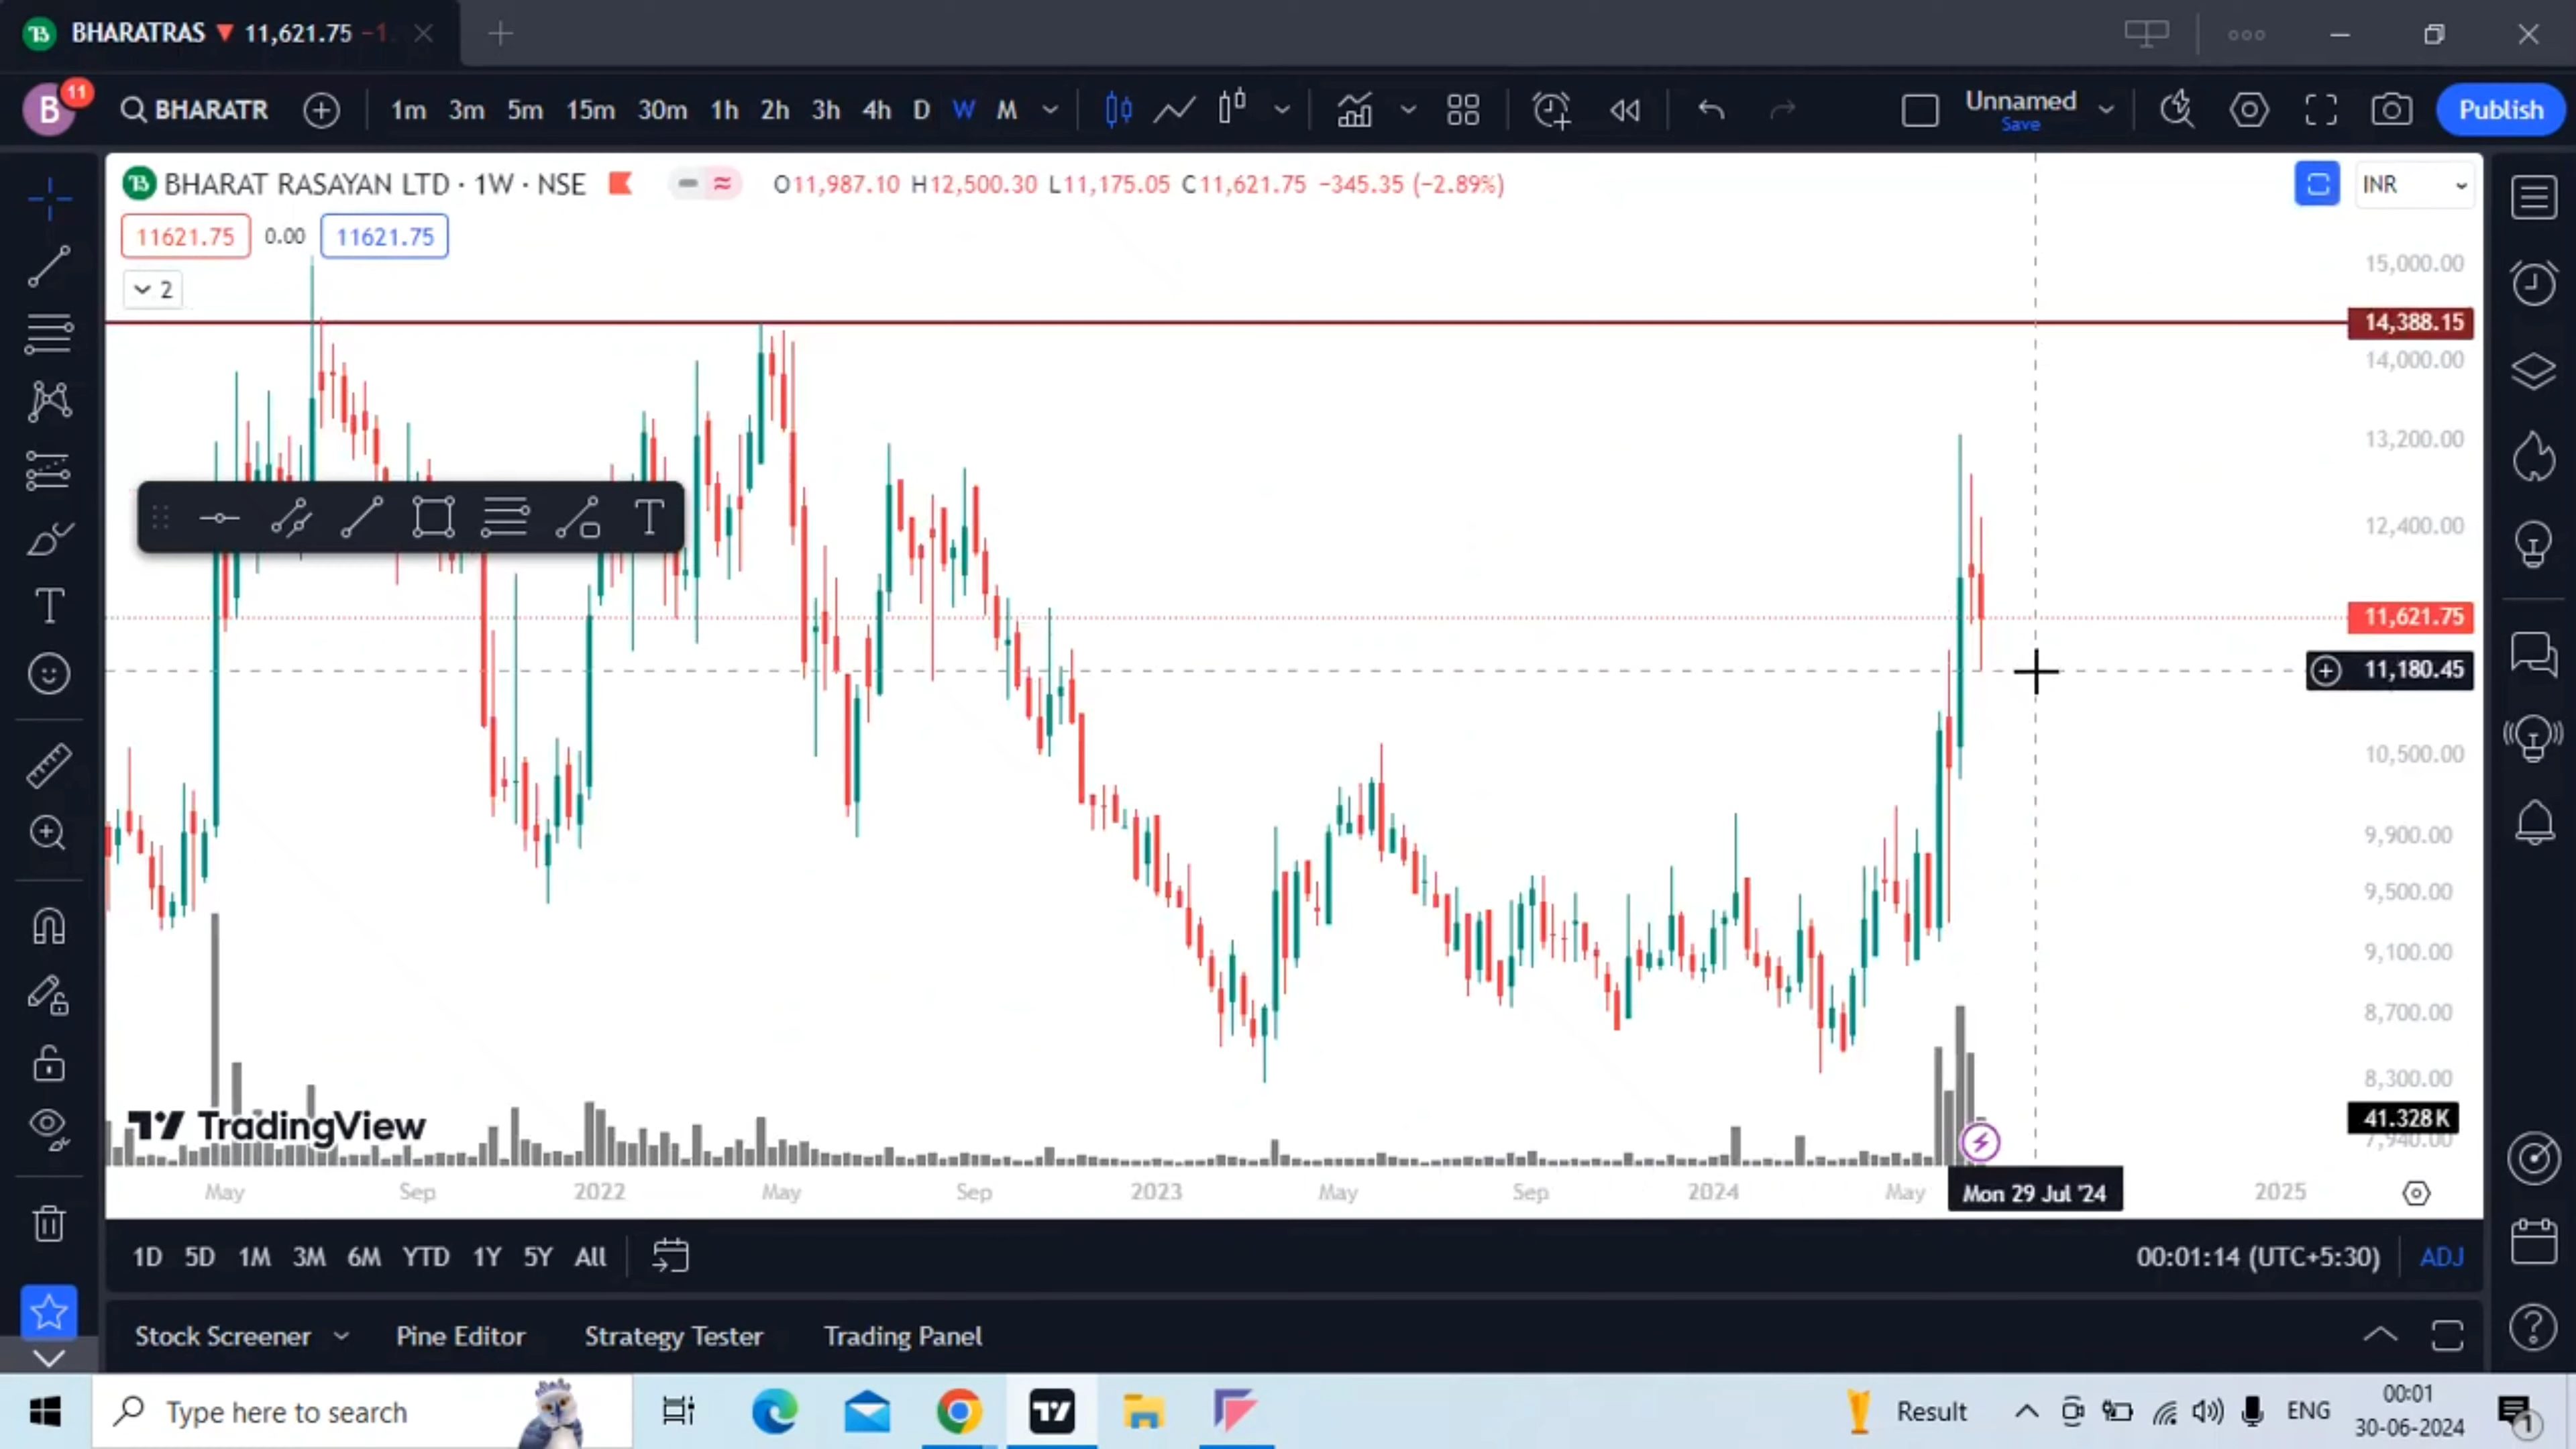 BHARATRAS ▼ 11,621.75 −1.
B 11 BHARATR 1m 3m 5m 15m 30m 1h 2h 3h 4h D W M Unnamed Publish
Save
BHARAT RASAYAN LTD · 1W · NSE O11,987.10 H12,500.30 L11,175.05 C11,621.75 −345.35 (−2.89%) INR
11621.75 0.00 11621.75
2
15,000.00
14,388.15
14,000.00
13,200.00
12,400.00
11,621.75
11,180.45
10,500.00
9,900.00
9,500.00
9,100.00
8,700.00
8,300.00
41.328K
7,940.00
TradingView
May Sep 2022 May Sep 2023 May Sep 2024 May Mon 29 Jul '24 2025
1D 5D 1M 3M 6M YTD 1Y 5Y All 00:01:14 (UTC+5:30) ADJ
Stock Screener Pine Editor Strategy Tester Trading Panel
Type here to search Result ENG 00:01
30-06-2024 1